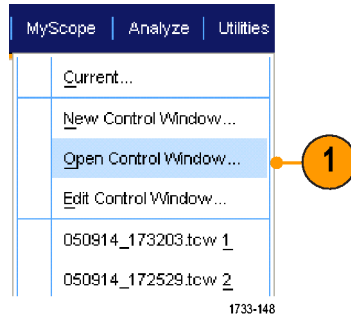 MyScope | Analyze | Utilities
Current...
New Control Window...
Open Control Window...
1
Edit Control Window...
050914_173203.tcw 1
050914_172529.tcw 2
1733-148